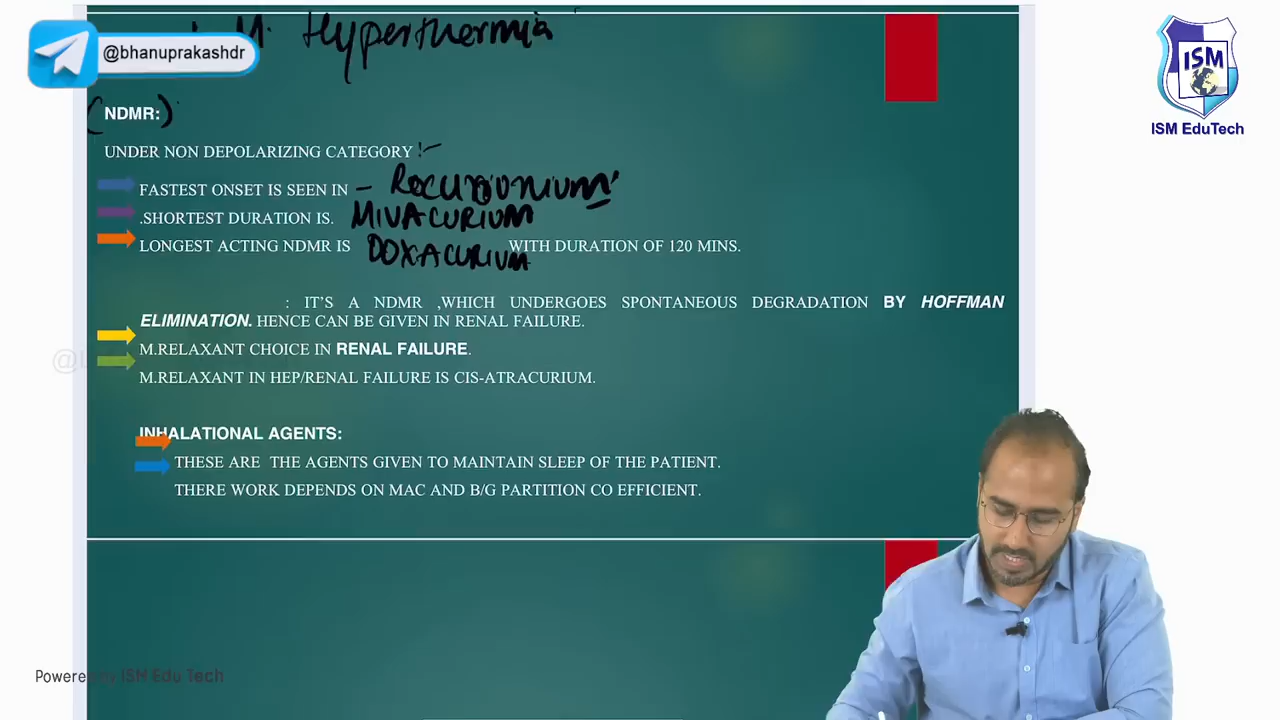 M. Hyperthermia
@bhanuprakashdr
ISM
ISM EduTech
(NDMR:)
UNDER NON DEPOLARIZING CATEGORY :-
FASTEST ONSET IS SEEN IN - Rocuronium
.SHORTEST DURATION IS. MIVACURIUM
LONGEST ACTING NDMR IS DOXACURIUM WITH DURATION OF 120 MINS.
: IT'S A NDMR ,WHICH UNDERGOES SPONTANEOUS DEGRADATION BY HOFFMAN
ELIMINATION. HENCE CAN BE GIVEN IN RENAL FAILURE.
M.RELAXANT CHOICE IN RENAL FAILURE.
M.RELAXANT IN HEP/RENAL FAILURE IS CIS-ATRACURIUM.
INHALATIONAL AGENTS:
THESE ARE THE AGENTS GIVEN TO MAINTAIN SLEEP OF THE PATIENT.
THERE WORK DEPENDS ON MAC AND B/G PARTITION CO EFFICIENT.
Powered by ISM Edu Tech